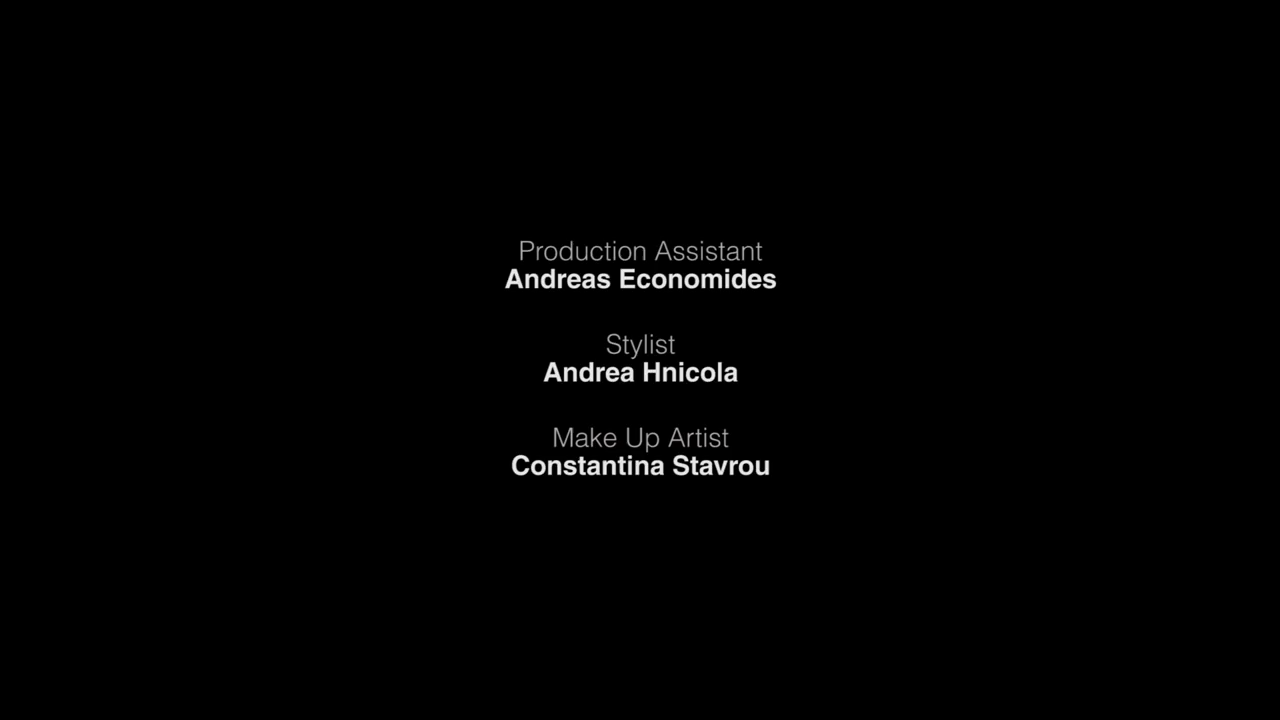 Production Assistant
Andreas Economides
Stylist
Andrea Hnicola
Make Up Artist
Constantina Stavrou